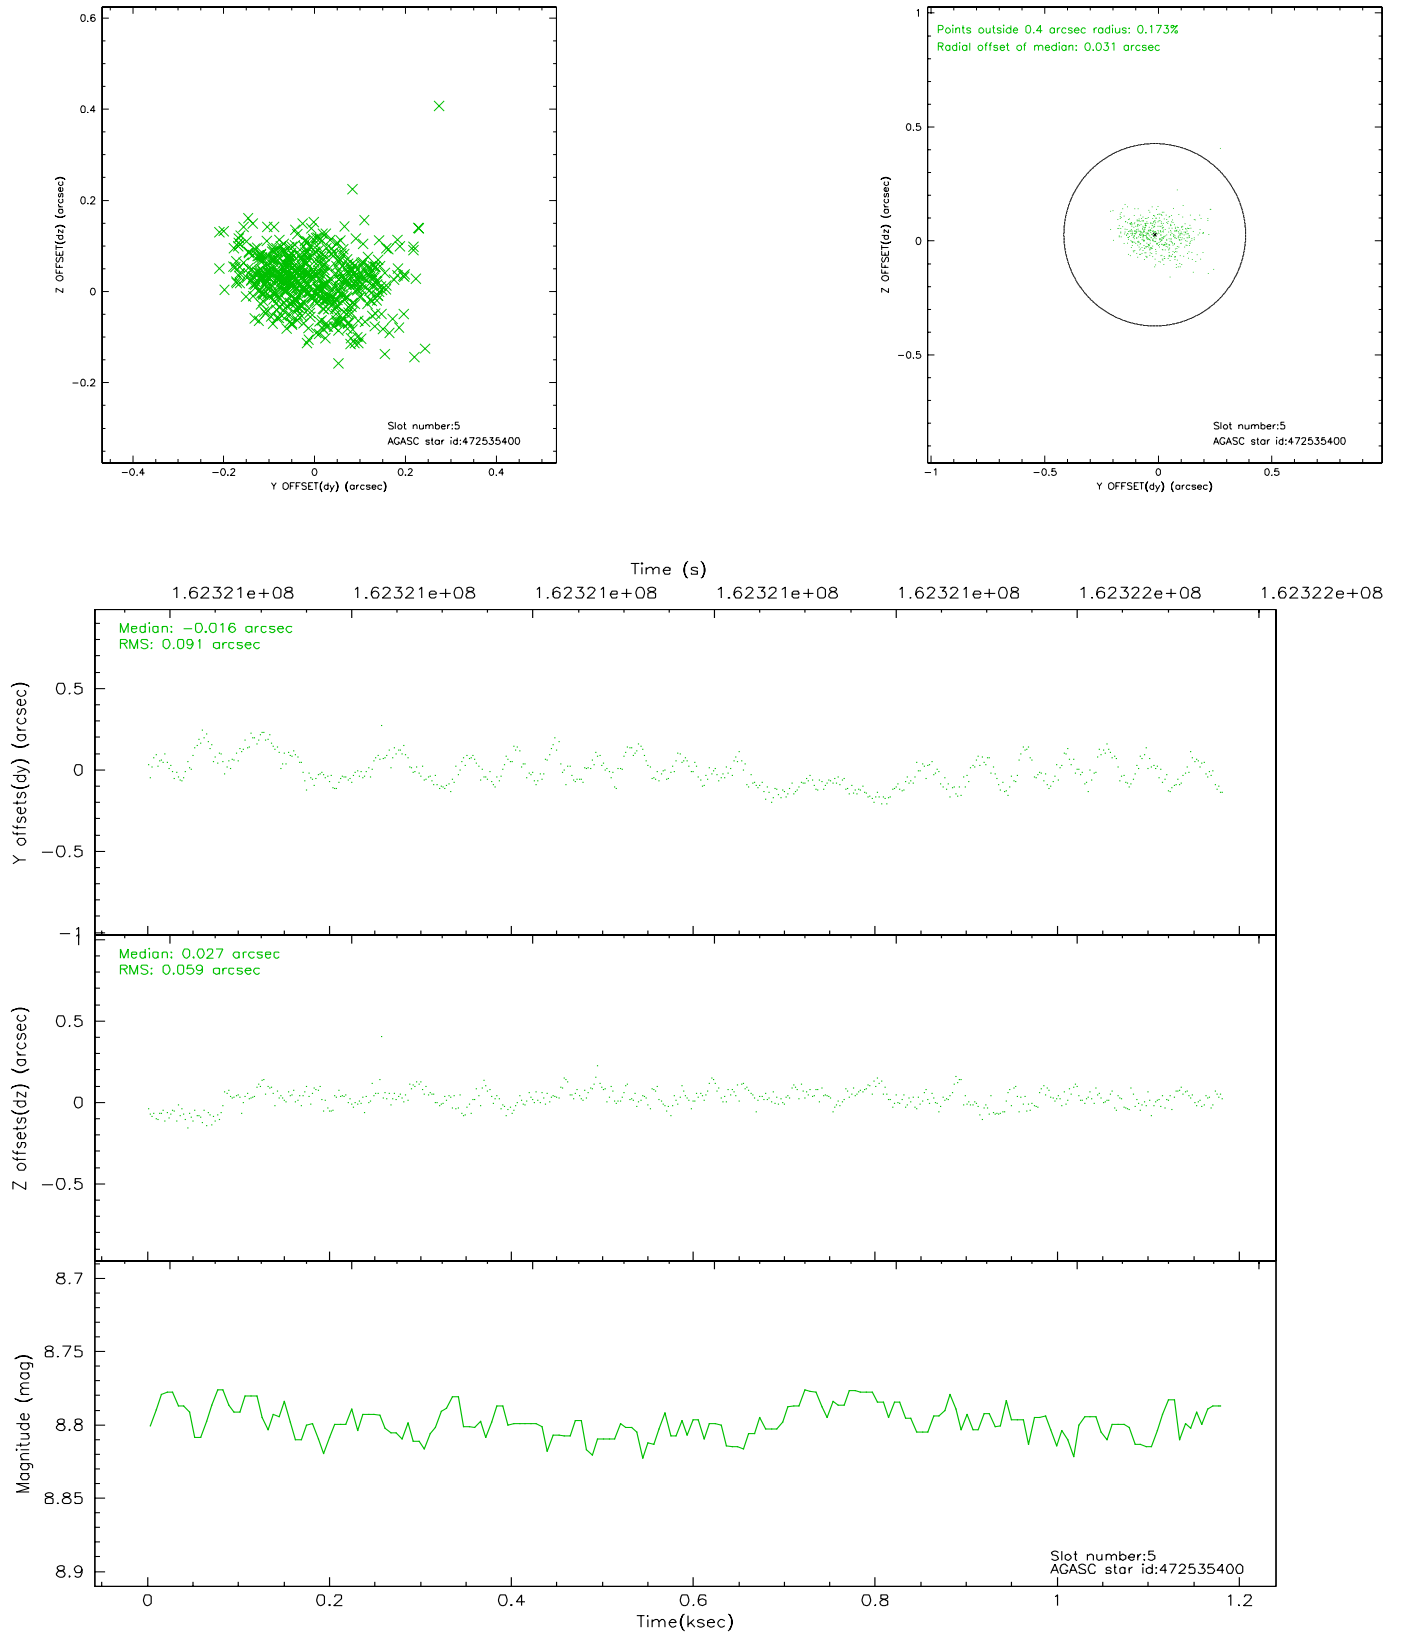 0.6
0.4
0.2
0
−0.2
Z OFFSET(dz) (arcsec)
Slot number:5
AGASC star id:472535400
−0.4 −0.2 0 0.2 0.4
Y OFFSET(dy) (arcsec)
Points outside 0.4 arcsec radius: 0.173%
Radial offset of median: 0.031 arcsec
1
0.5
0
−0.5
Z OFFSET(dz) (arcsec)
Slot number:5
AGASC star id:472535400
−1 −0.5 0 0.5
Y OFFSET(dy) (arcsec)
Time (s)
1.62321e+08 1.62321e+08 1.62321e+08 1.62321e+08 1.62321e+08 1.62322e+08 1.62322e+08
Median: −0.016 arcsec
RMS: 0.091 arcsec
0.5
0
−0.5
−1
Y offsets(dy) (arcsec)
Median: 0.027 arcsec
RMS: 0.059 arcsec
1
0.5
0
−0.5
Z offsets(dz) (arcsec)
8.7
8.75
8.8
8.85
8.9
Magnitude (mag)
Slot number:5
AGASC star id:472535400
0 0.2 0.4 0.6 0.8 1 1.2
Time(ksec)